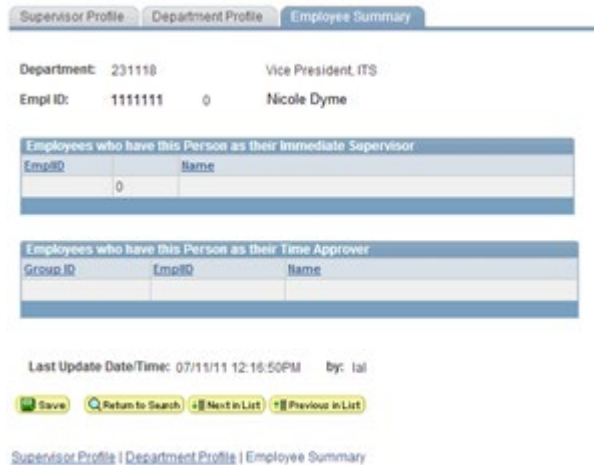 Supervisor Profile Department Profile Employee Summary
Department: 231118 Vice President, ITS
Empl ID: 1111111 0 Nicole Dyme
Employees who have this Person as their Immediate Supervisor
EmplID Name
0
Employees who have this Person as their Time Approver
Group ID EmplID Name
Last Update Date/Time: 07/11/11 12:16:50PM by: lal
Save Return to Search Next in List Previous in List
Supervisor Profile | Department Profile | Employee Summary